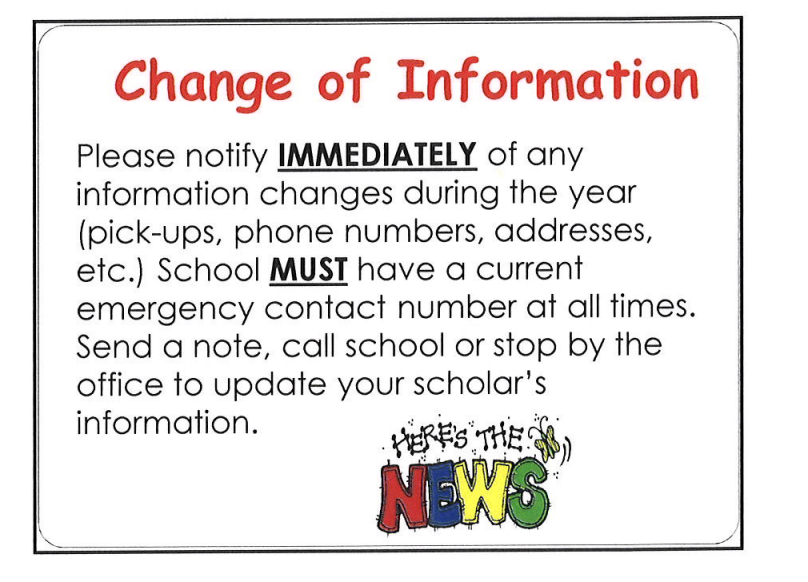 Change of Information
Please notify IMMEDIATELY of any
information changes during the year
(pick-ups, phone numbers, addresses,
etc.) School MUST have a current
emergency contact number at all times.
Send a note, call school or stop by the
office to update your scholar's
information.
HERE'S THE
NEWS